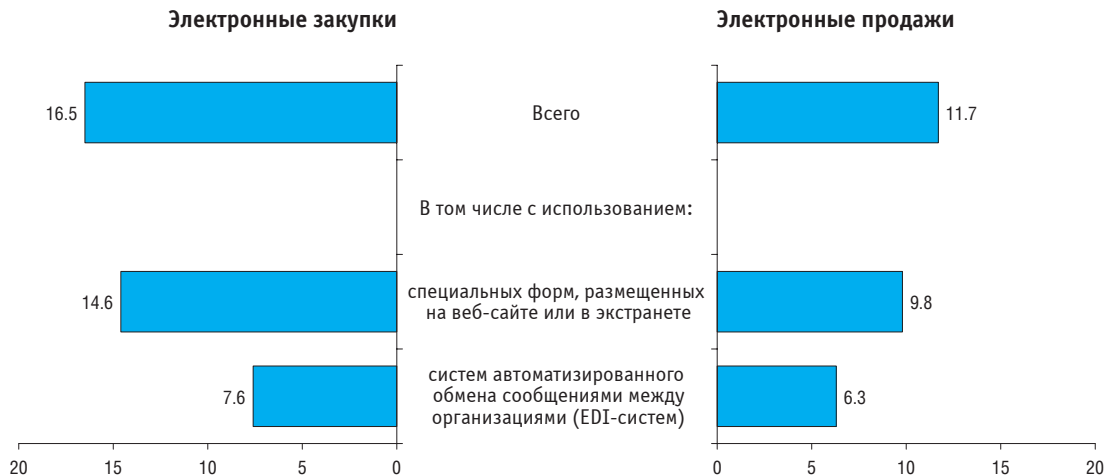 Электронные закупки
Электронные продажи
16.5
Всего
11.7
В том числе с использованием:
14.6
специальных форм, размещенных
на веб-сайте или в экстранете
9.8
7.6
систем автоматизированного
обмена сообщениями между
организациями (EDI-систем)
6.3
20 15 10 5 0
0 5 10 15 20